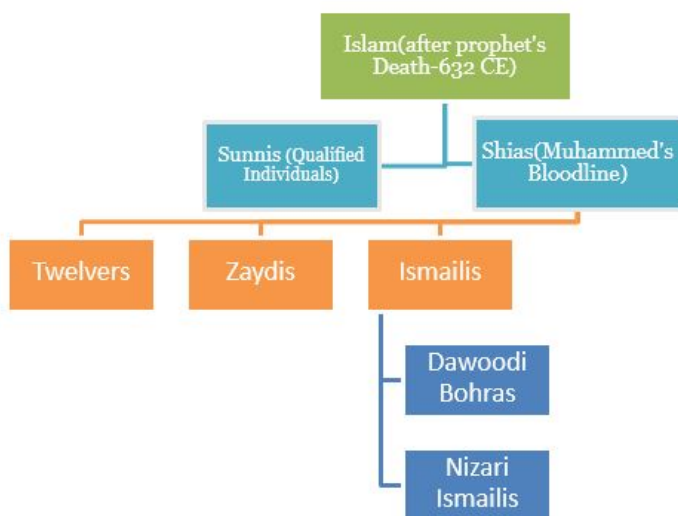 Islam(after prophet's
Death-632 CE)
Sunnis (Qualified
Individuals)
Shias(Muhammed's
Bloodline)
Twelvers
Zaydis
Ismailis
Dawoodi
Bohras
Nizari
Ismailis